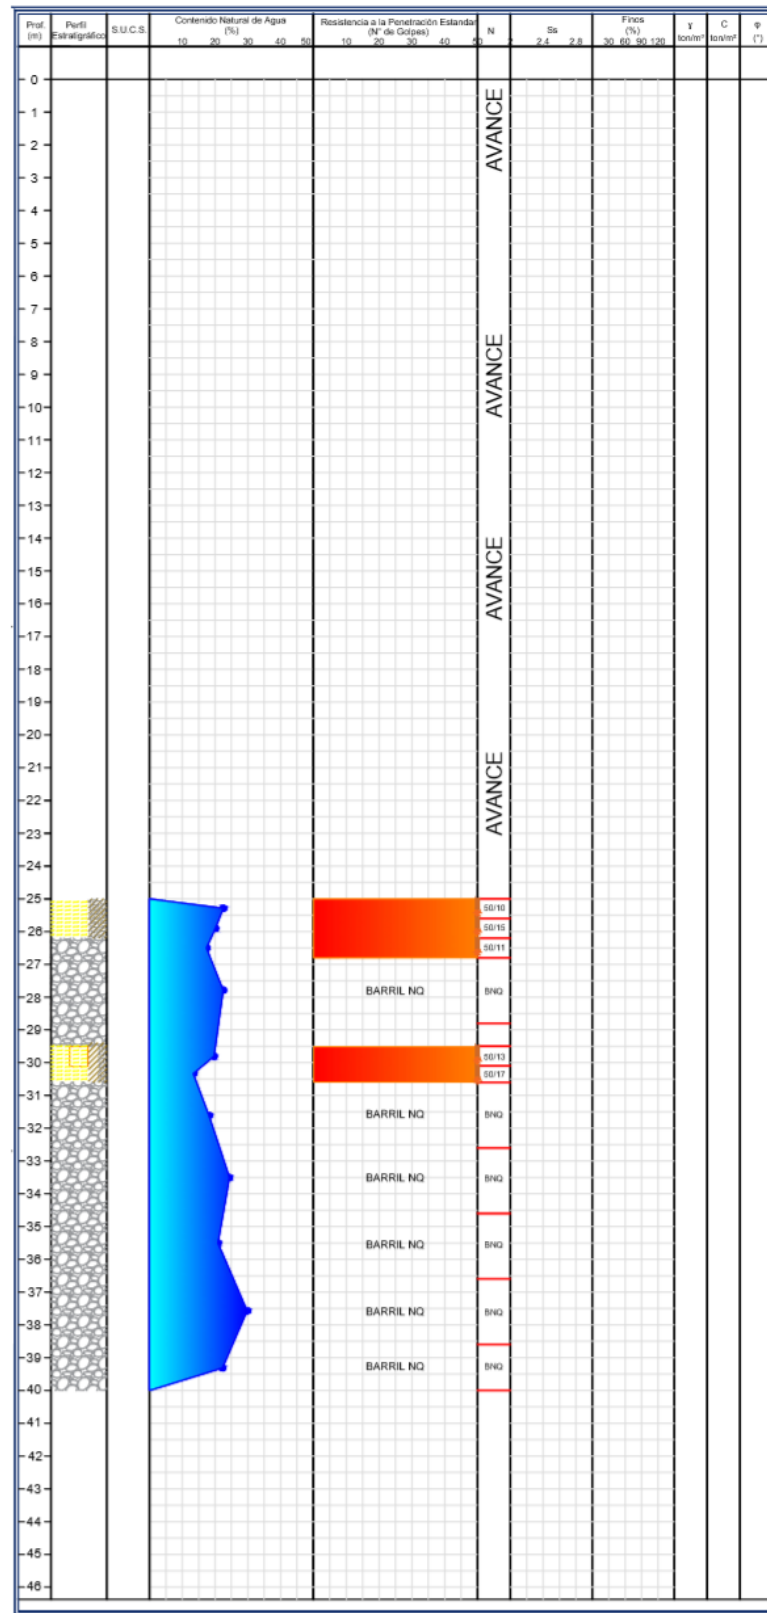 Prof. (m)
Perfil Estratigráfico
S.U.C.S.
Contenido Natural de Agua (%)
10 20 30 40 50
Resistencia a la Penetración Estandar (N° de Golpes)
10 20 30 40 50
N
Ss
2 2.4 2.8
Finos (%)
30 60 90 120
γ ton/m³
C ton/m²
φ (°)
0
AVANCE
1
2
3
4
5
6
7
8
9
AVANCE
10
11
12
13
14
15
AVANCE
16
17
18
19
20
21
22
AVANCE
23
24
25
50/10
26
50/15
50/11
27
28
BARRIL NQ BNQ
29
30
50/13
50/17
31
BARRIL NQ BNQ
32
33
BARRIL NQ BNQ
34
35
BARRIL NQ BNQ
36
37
BARRIL NQ BNQ
38
39
BARRIL NQ BNQ
40
41
42
43
44
45
46